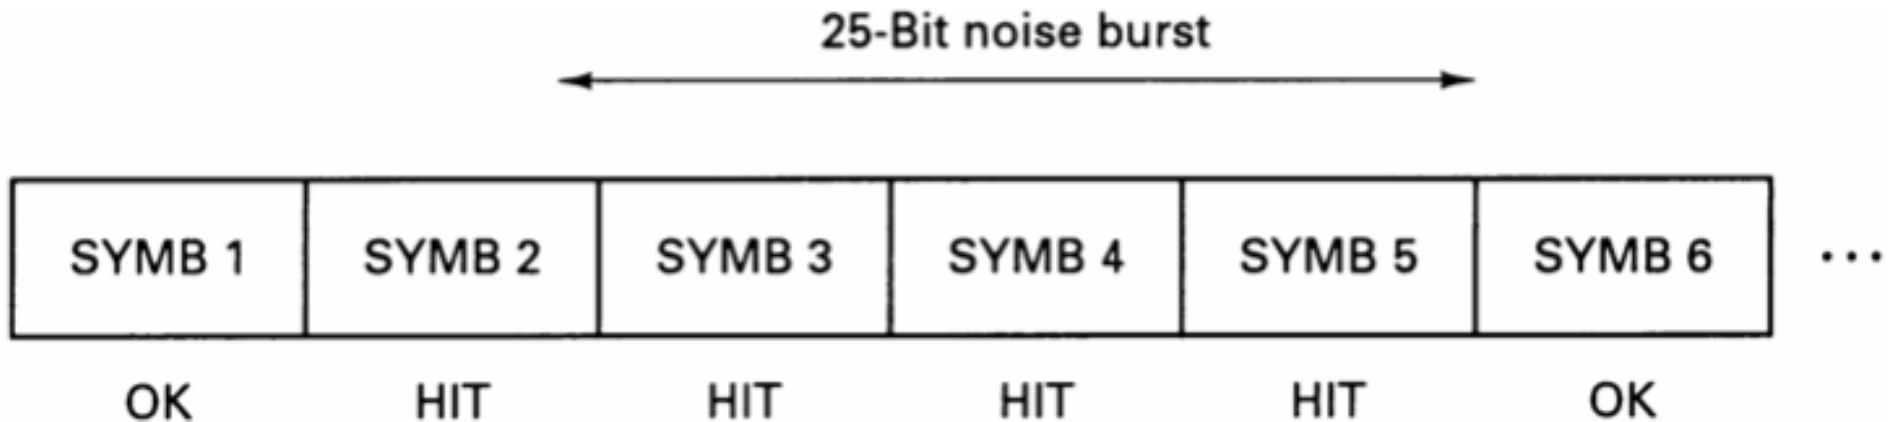 25-Bit noise burst
SYMB 1 SYMB 2 SYMB 3 SYMB 4 SYMB 5 SYMB 6 ...
OK HIT HIT HIT HIT OK